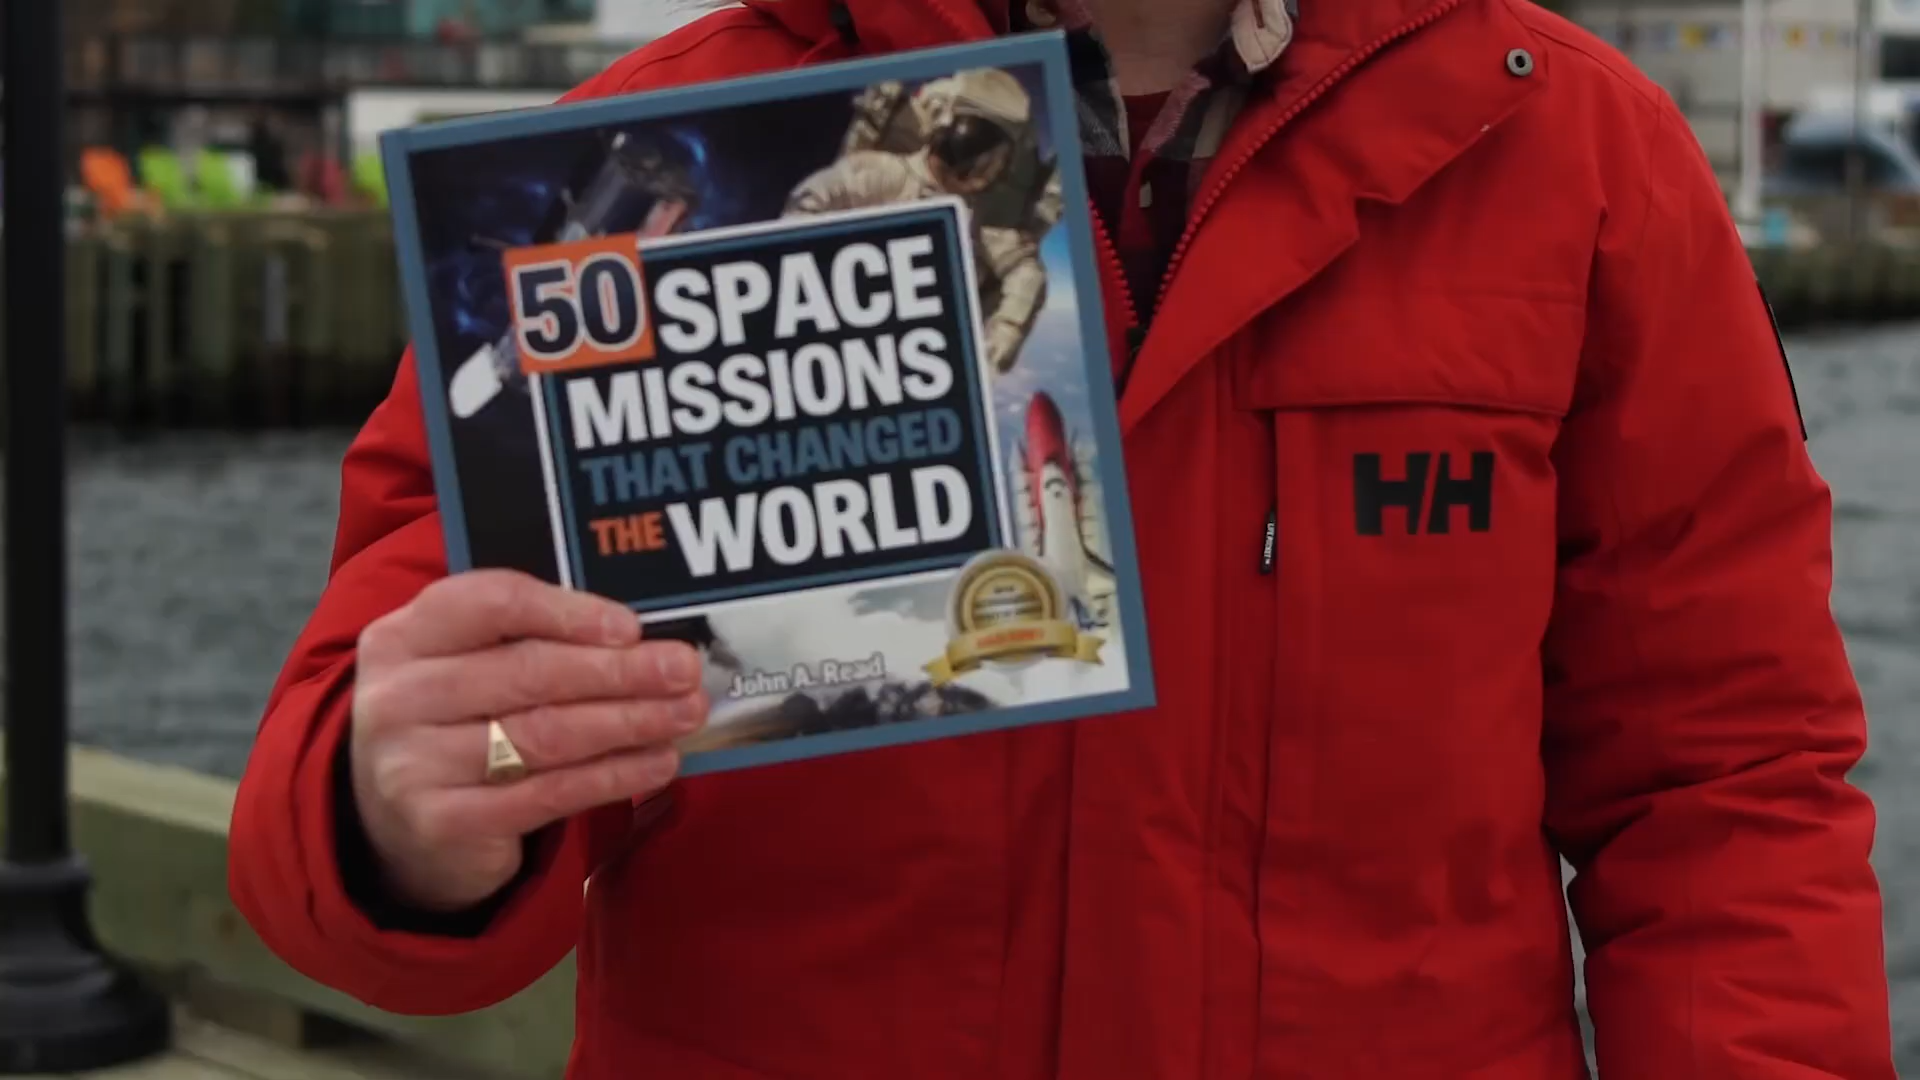 50 SPACE
MISSIONS
THAT CHANGED
THE WORLD
John A. Read
HH